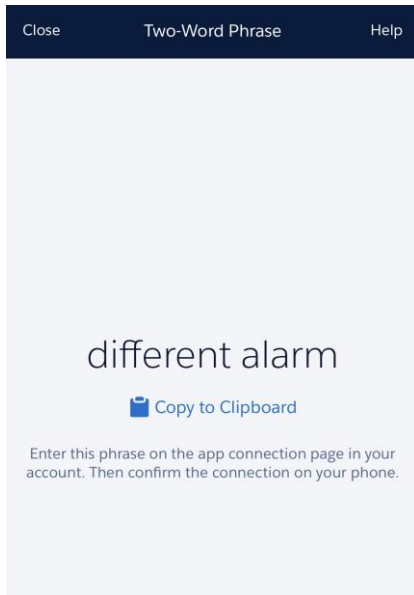 Close Two-Word Phrase Help
different alarm
Copy to Clipboard
Enter this phrase on the app connection page in your
account. Then confirm the connection on your phone.